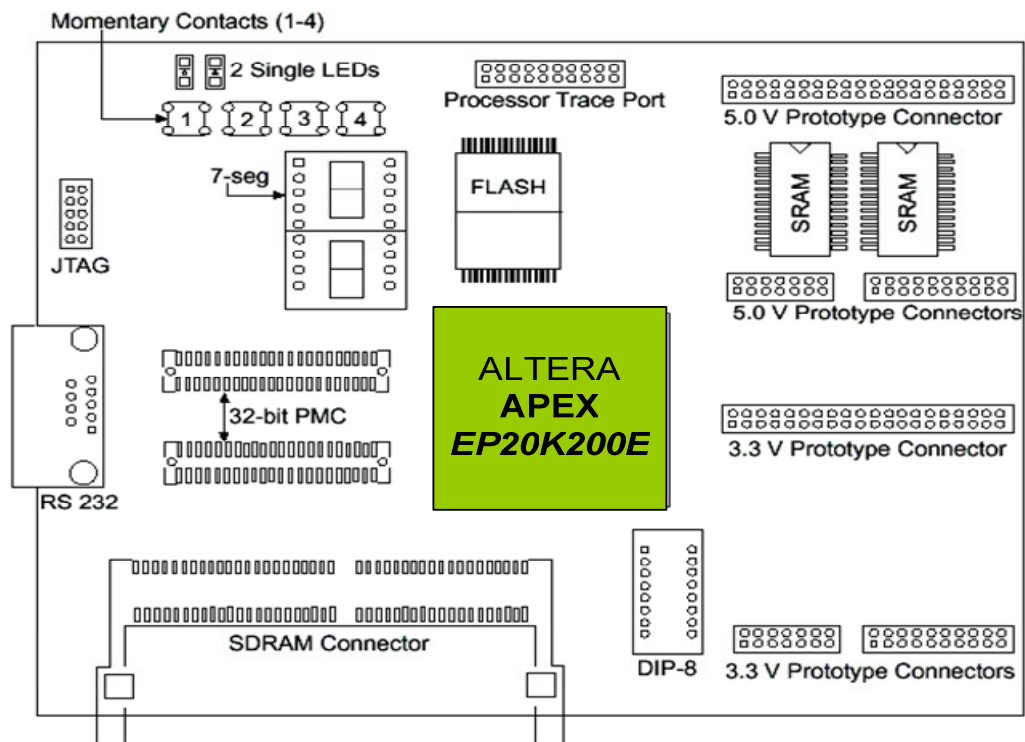 Momentary Contacts (1-4)
2 Single LEDs
Processor Trace Port
5.0 V Prototype Connector
1
2
3
4
7-seg
FLASH
SRAM
SRAM
JTAG
5.0 V Prototype Connectors
ALTERA
APEX
EP20K200E
32-bit PMC
3.3 V Prototype Connector
RS 232
SDRAM Connector
DIP-8
3.3 V Prototype Connectors